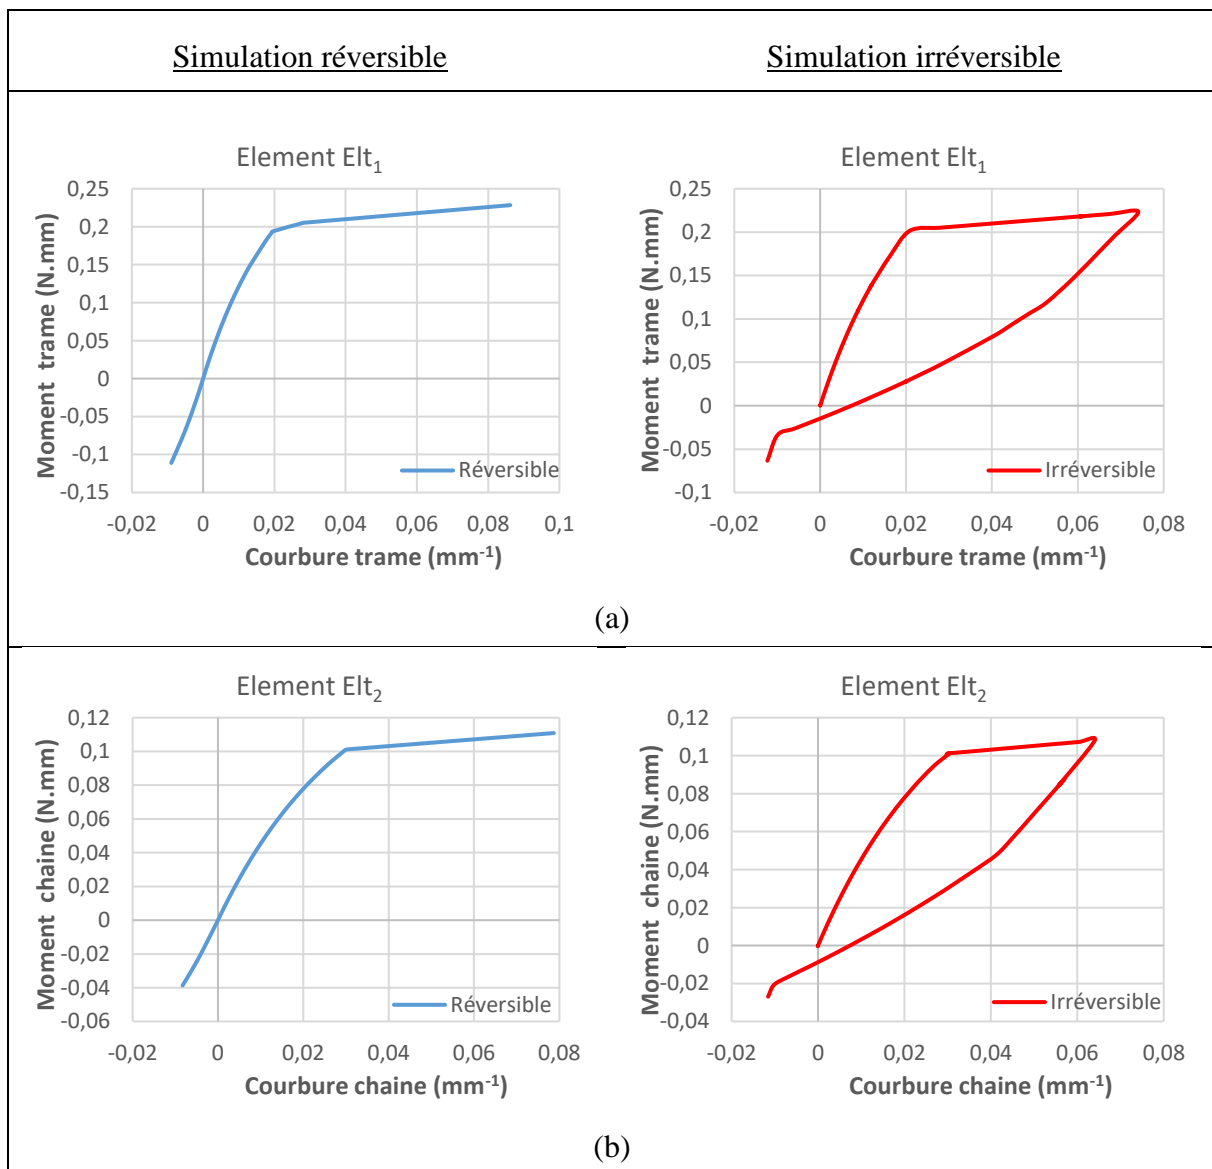 Simulation réversible
Simulation irréversible
Element Elt₁
0,25
0,2
0,15
0,1
0,05
0
-0,05
-0,1
-0,15
-0,02 0 0,02 0,04 0,06 0,08 0,1
Moment trame (N.mm)
Courbure trame (mm⁻¹)
Réversible
Element Elt₁
0,25
0,2
0,15
0,1
0,05
0
-0,05
-0,1
-0,02 0 0,02 0,04 0,06 0,08
Moment trame (N.mm)
Courbure trame (mm⁻¹)
Irréversible
(a)
Element Elt₂
0,12
0,1
0,08
0,06
0,04
0,02
0
-0,02
-0,04
-0,06
-0,02 0 0,02 0,04 0,06 0,08
Moment chaine (N.mm)
Courbure chaine (mm⁻¹)
Réversible
Element Elt₂
0,12
0,1
0,08
0,06
0,04
0,02
0
-0,02
-0,04
-0,02 0 0,02 0,04 0,06 0,08
Moment chaine (N.mm)
Courbure chaine (mm⁻¹)
Irréversible
(b)